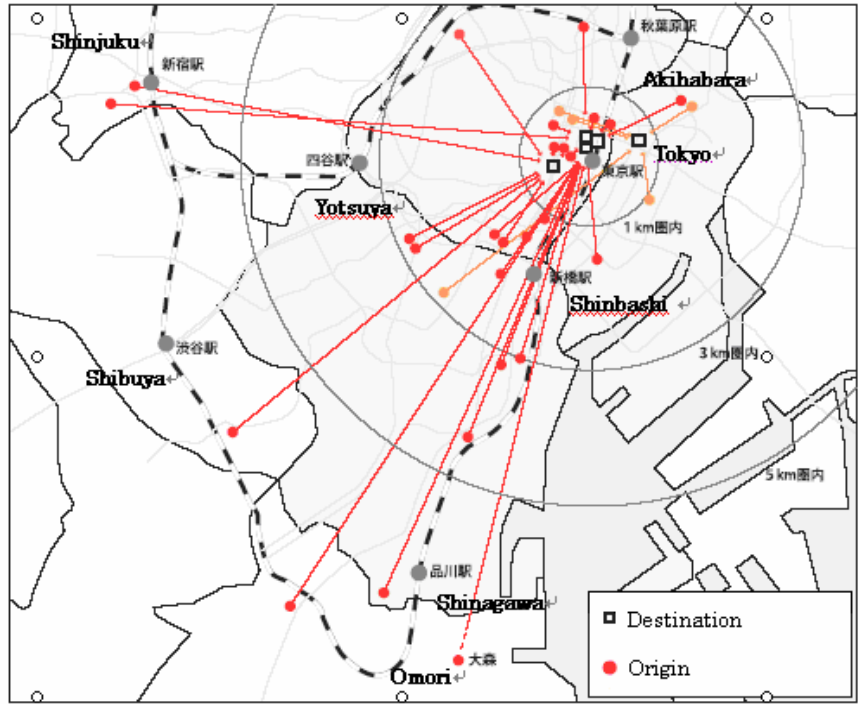 Shinjuku
新宿駅
秋葉原駅
Akihabara
四谷駅
Tokyo
東京駅
Yotsuya
1 km圏内
新橋駅
Shinbashi
渋谷駅
3 km圏内
Shibuya
5 km圏内
品川駅
Shinagawa
大森
Omori
Destination
Origin